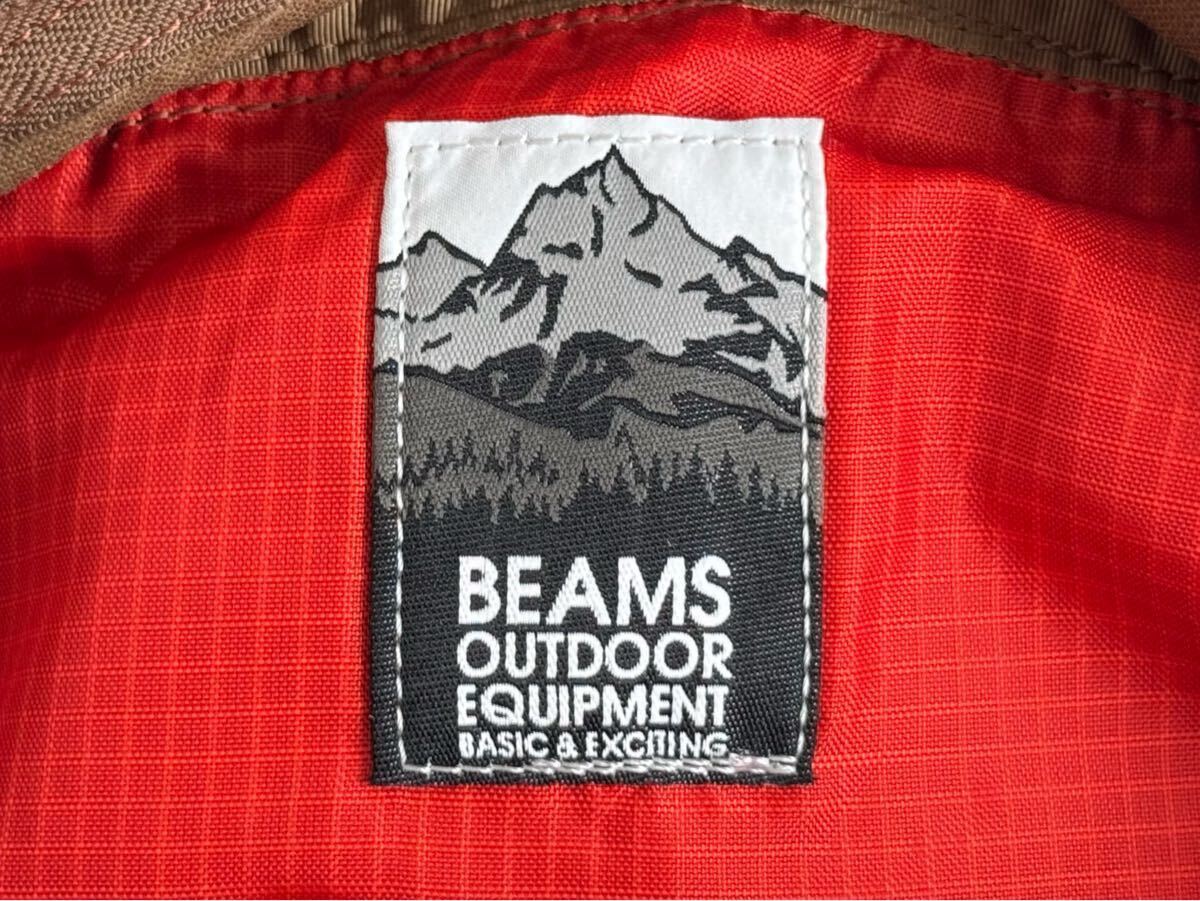 BEAMS
OUTDOOR
EQUIPMENT
BASIC & EXCITING